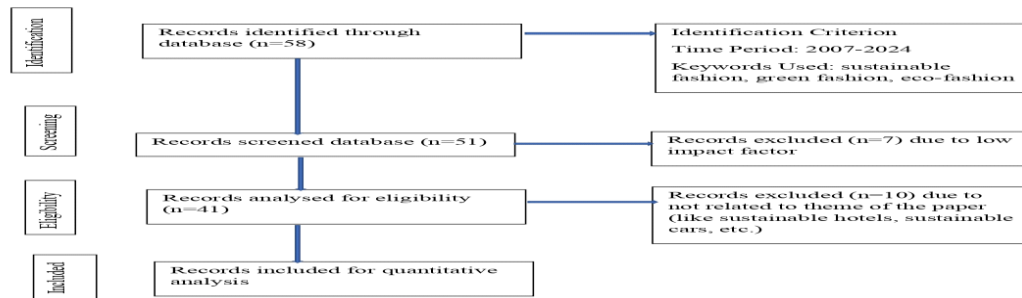 Identification
Records identified through
database (n=58)
Identification Criterion
Time Period: 2007-2024
Keywords Used: sustainable
fashion, green fashion, eco-fashion
Screening
Records screened database (n=51)
Records excluded (n=7) due to low
impact factor
Eligibility
Records analysed for eligibility
(n=41)
Records excluded (n=10) due to
not related to theme of the paper
(like sustainable hotels, sustainable
cars, etc.)
Included
Records included for quantitative
analysis